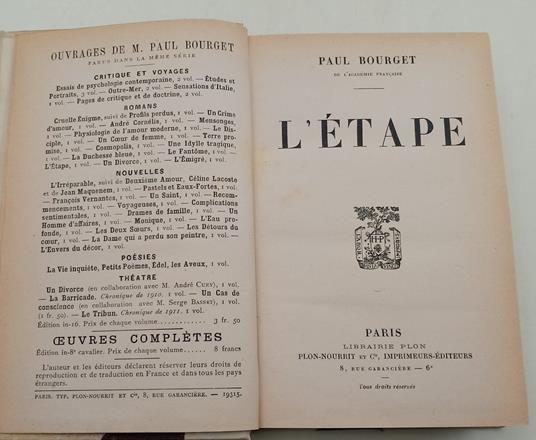 OUVRAGES DE M. PAUL BOURGET
PARUS DANS LA MÊME SÉRIE
CRITIQUE ET VOYAGES
Essais de psychologie contemporaine, 2 vol. — Études et
Portraits, 3 vol. — Outre-Mer, 2 vol. — Sensations d'Italie,
1 vol. — Pages de critique et de doctrine, 2 vol.
ROMANS
Cruelle Énigme, suivi de Profils perdus, 1 vol. — Un Crime
d'amour, 1 vol. — André Cornélis, 1 vol. — Mensonges,
1 vol. — Physiologie de l'amour moderne, 1 vol. — Le Dis-
ciple, 1 vol. — Un Cœur de femme, 1 vol. — Terre pro-
mise, 1 vol. — Cosmopolis, 1 vol. — Une Idylle tragique,
1 vol. — La Duchesse bleue, 1 vol. — Le Fantôme, 1 vol. —
L'Étape, 1 vol. — Un Divorce, 1 vol. — L'Émigré, 1 vol.
NOUVELLES
L'Irréparable, suivi de Deuxième Amour, Céline Lacoste
et de Jean Maquenem, 1 vol. — Pastels et Eaux-Fortes, 1 vol.
— François Vernantes, 1 vol. — Un Saint, 1 vol. — Recom-
mencements, 1 vol. — Voyageuses, 1 vol. — Complications
sentimentales, 1 vol. — Drames de famille, 1 vol. — Un
Homme d'affaires, 1 vol. — Monique, 1 vol. — L'Eau pro-
fonde, 1 vol. — Les Deux Sœurs, 1 vol. — Les Détours du
cœur, 1 vol. — La Dame qui a perdu son peintre, 1 vol. —
L'Envers du décor, 1 vol.
POÉSIES
La Vie inquiète, Petits Poèmes, Edel, les Aveux, 1 vol.
THÉÂTRE
Un Divorce (en collaboration avec M. André CURY), 1 vol.
— La Barricade. Chronique de 1910. 1 vol. — Un Cas de
conscience (en collaboration avec M. Serge BASSET), 1 vol.
(1 fr. 50). — Le Tribun. Chronique de 1911. 1 vol.
Édition in-16. Prix de chaque volume............ 3 fr. 50
ŒUVRES COMPLÈTES
Édition in-8° cavalier. Prix de chaque volume...... 8 francs
L'auteur et les éditeurs déclarent réserver leurs droits de
reproduction et de traduction en France et dans tous les pays
étrangers.
PARIS. TYP. PLON-NOURRIT ET Cie, 8, RUE GARANCIÈRE. — 19315.
PAUL BOURGET
DE L'ACADÉMIE FRANÇAISE
L'ÉTAPE
PARIS
LIBRAIRIE PLON
PLON-NOURRIT ET Cie, IMPRIMEURS-ÉDITEURS
8, RUE GARANCIÈRE — 6e
Tous droits réservés